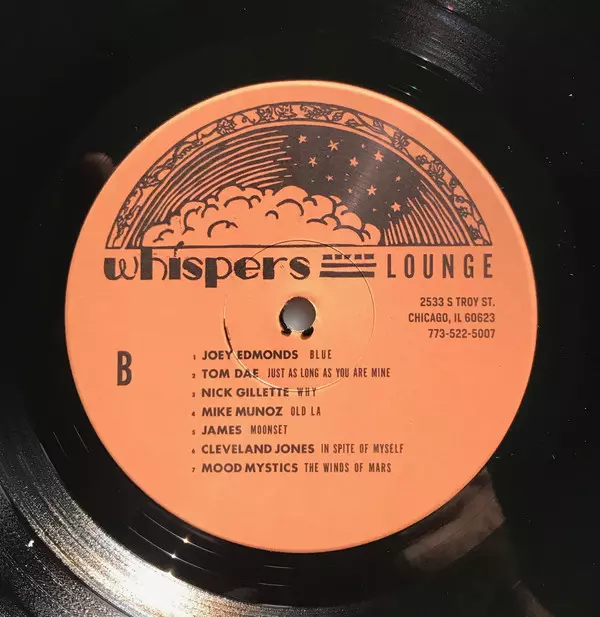 whispers LOUNGE
2533 S TROY ST.
CHICAGO, IL 60623
773-522-5007
B
1 JOEY EDMONDS BLUE
2 TOM DAE JUST AS LONG AS YOU ARE MINE
3 NICK GILLETTE WHY
4 MIKE MUNOZ OLD LA
5 JAMES MOONSET
6 CLEVELAND JONES IN SPITE OF MYSELF
7 MOOD MYSTICS THE WINDS OF MARS